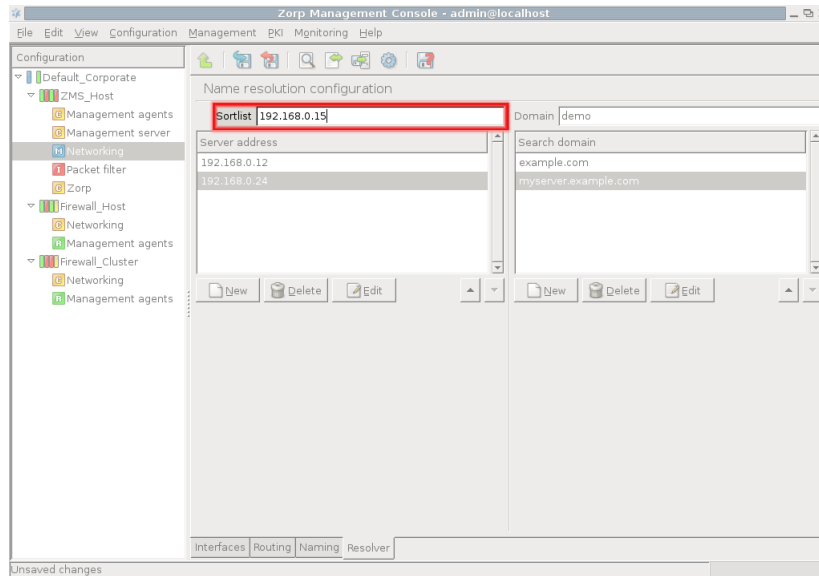 Zorp Management Console - admin@localhost
File Edit View Configuration Management PKI Monitoring Help
Configuration
Default_Corporate
ZMS_Host
Management agents
Management server
Networking
Packet filter
Zorp
Firewall_Host
Networking
Management agents
Firewall_Cluster
Networking
Management agents
Name resolution configuration
Sortlist 192.168.0.15
Domain demo
Server address
192.168.0.12
192.168.0.24
New Delete Edit
Search domain
example.com
myserver.example.com
New Delete Edit
Interfaces Routing Naming Resolver
Unsaved changes